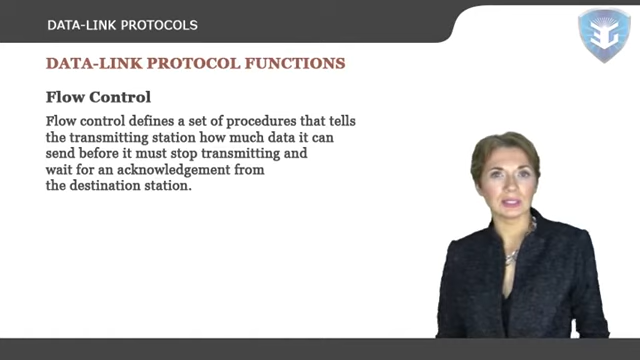 DATA-LINK PROTOCOLS
DATA-LINK PROTOCOL FUNCTIONS
Flow Control
Flow control defines a set of procedures that tells
the transmitting station how much data it can
send before it must stop transmitting and
wait for an acknowledgement from
the destination station.